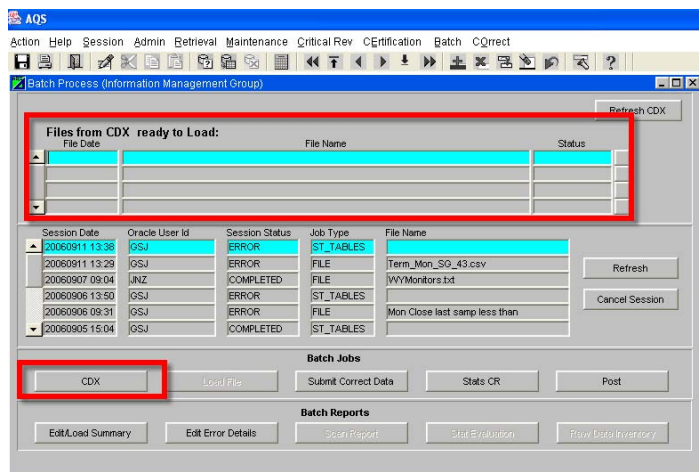 AQS
Action Help Session Admin Retrieval Maintenance Critical Rev CErtification Batch COrrect
Batch Process (Information Management Group)
Refresh CDX
Files from CDX ready to Load:
File Date File Name Status
Session Date Oracle User Id Session Status Job Type File Name
20060911 13:38 GSJ ERROR ST_TABLES
20060911 13:29 GSJ ERROR FILE Term_Mon_SG_43.csv
Refresh
20060907 09:04 JNZ COMPLETED FILE WYMonitors.txt
20060906 13:50 GSJ ERROR ST_TABLES
Cancel Session
20060906 09:31 GSJ ERROR FILE Mon Close last samp less than
20060905 15:04 GSJ COMPLETED ST_TABLES
Batch Jobs
CDX Load File Submit Correct Data Stats CR Post
Batch Reports
Edit/Load Summary Edit Error Details Scan Report Stat Evaluation Raw Data Inventory